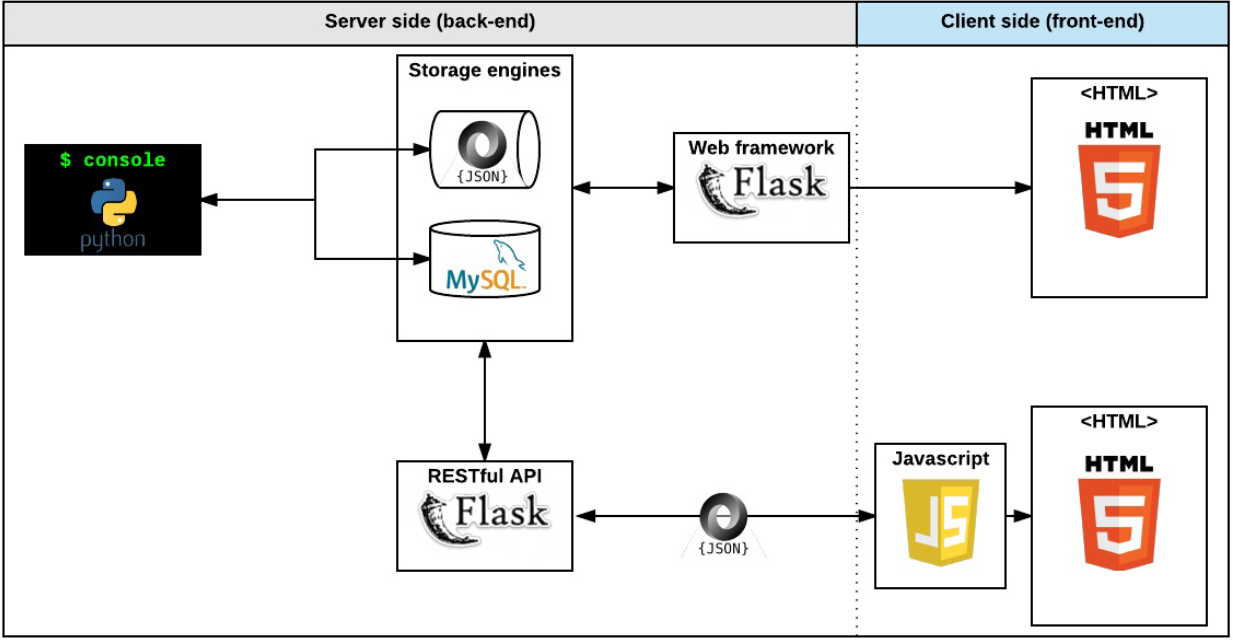 Server side (back-end)
Client side (front-end)
Storage engines
{JSON}
MySQL™
$ console
python
Web framework
Flask
<HTML>
HTML
5
RESTful API
Flask
{JSON}
Javascript
JS
<HTML>
HTML
5